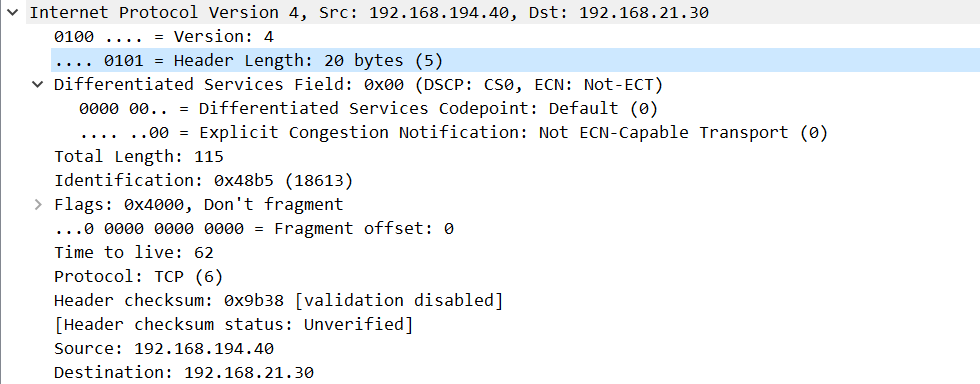 Internet Protocol Version 4, Src: 192.168.194.40, Dst: 192.168.21.30
0100 .... = Version: 4
.... 0101 = Header Length: 20 bytes (5)
Differentiated Services Field: 0x00 (DSCP: CS0, ECN: Not-ECT)
0000 00.. = Differentiated Services Codepoint: Default (0)
.... ..00 = Explicit Congestion Notification: Not ECN-Capable Transport (0)
Total Length: 115
Identification: 0x48b5 (18613)
Flags: 0x4000, Don't fragment
...0 0000 0000 0000 = Fragment offset: 0
Time to live: 62
Protocol: TCP (6)
Header checksum: 0x9b38 [validation disabled]
[Header checksum status: Unverified]
Source: 192.168.194.40
Destination: 192.168.21.30